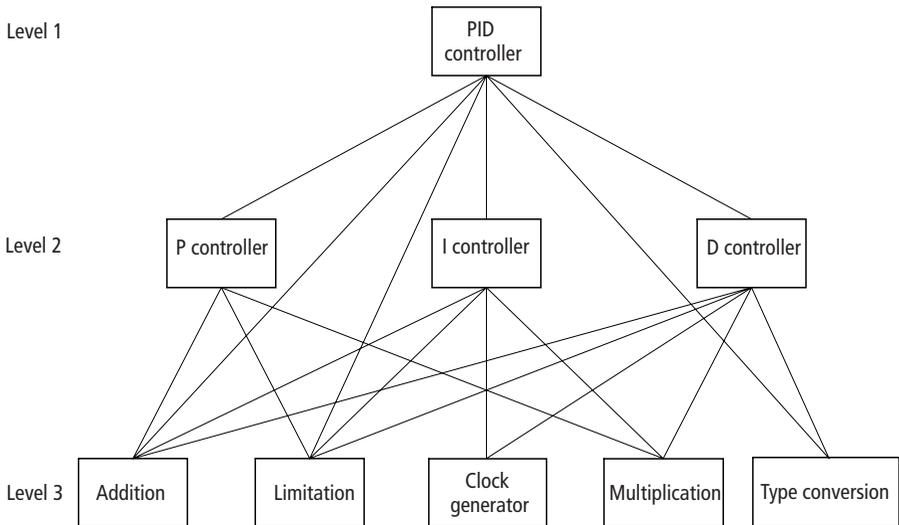 Level 1
PID
controller
Level 2
P controller
I controller
D controller
Level 3
Addition
Limitation
Clock
generator
Multiplication
Type conversion